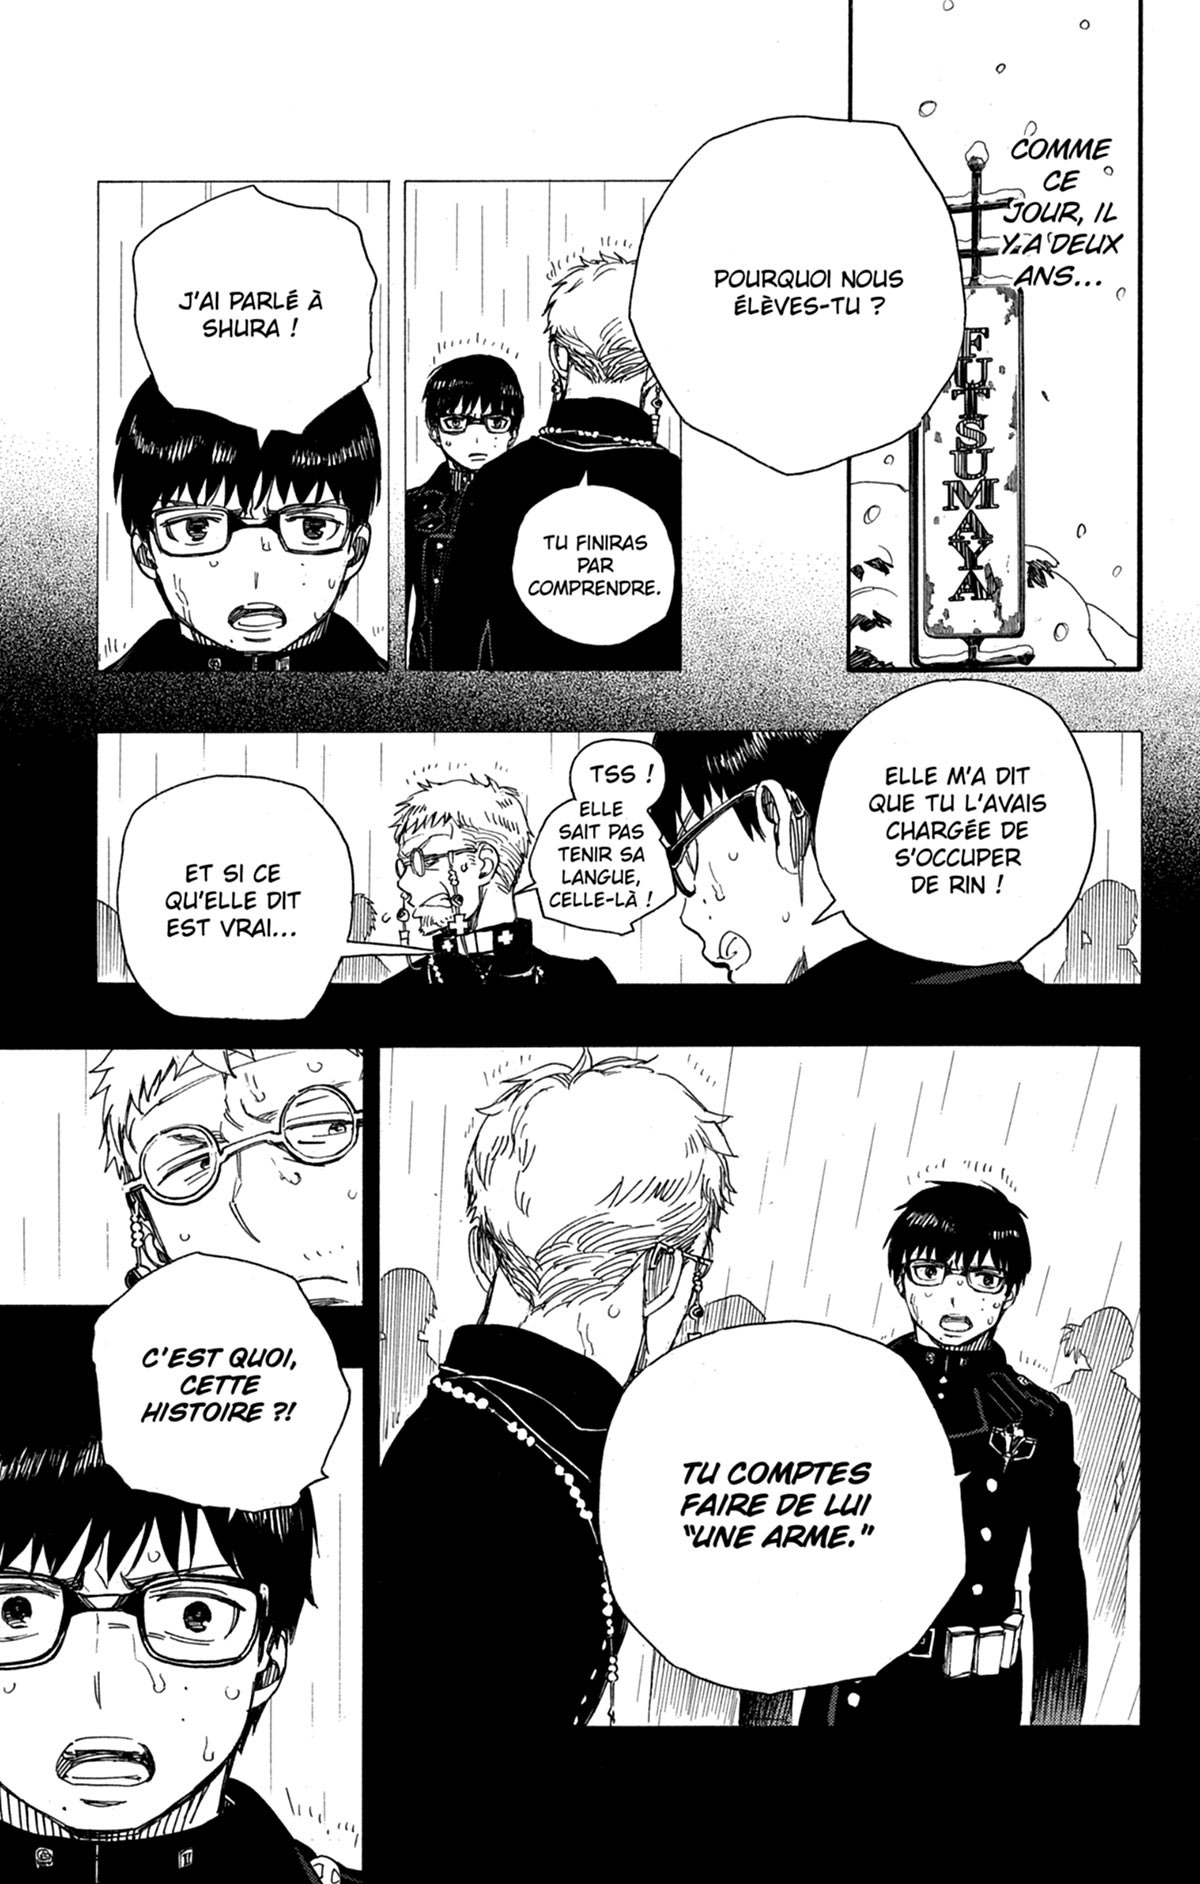 COMME
CE
JOUR, IL
Y A DEUX
ANS...
FUTSUMAYA
POURQUOI NOUS
ÉLÈVES-TU ?
TU FINIRAS
PAR
COMPRENDRE.
J'AI PARLÉ À
SHURA !
ELLE M'A DIT
QUE TU L'AVAIS
CHARGÉE DE
S'OCCUPER
DE RIN !
TSS !
ELLE
SAIT PAS
TENIR SA
LANGUE,
CELLE-LÀ !
ET SI CE
QU'ELLE DIT
EST VRAI...
TU COMPTES
FAIRE DE LUI
"UNE ARME."
C'EST QUOI,
CETTE
HISTOIRE ?!